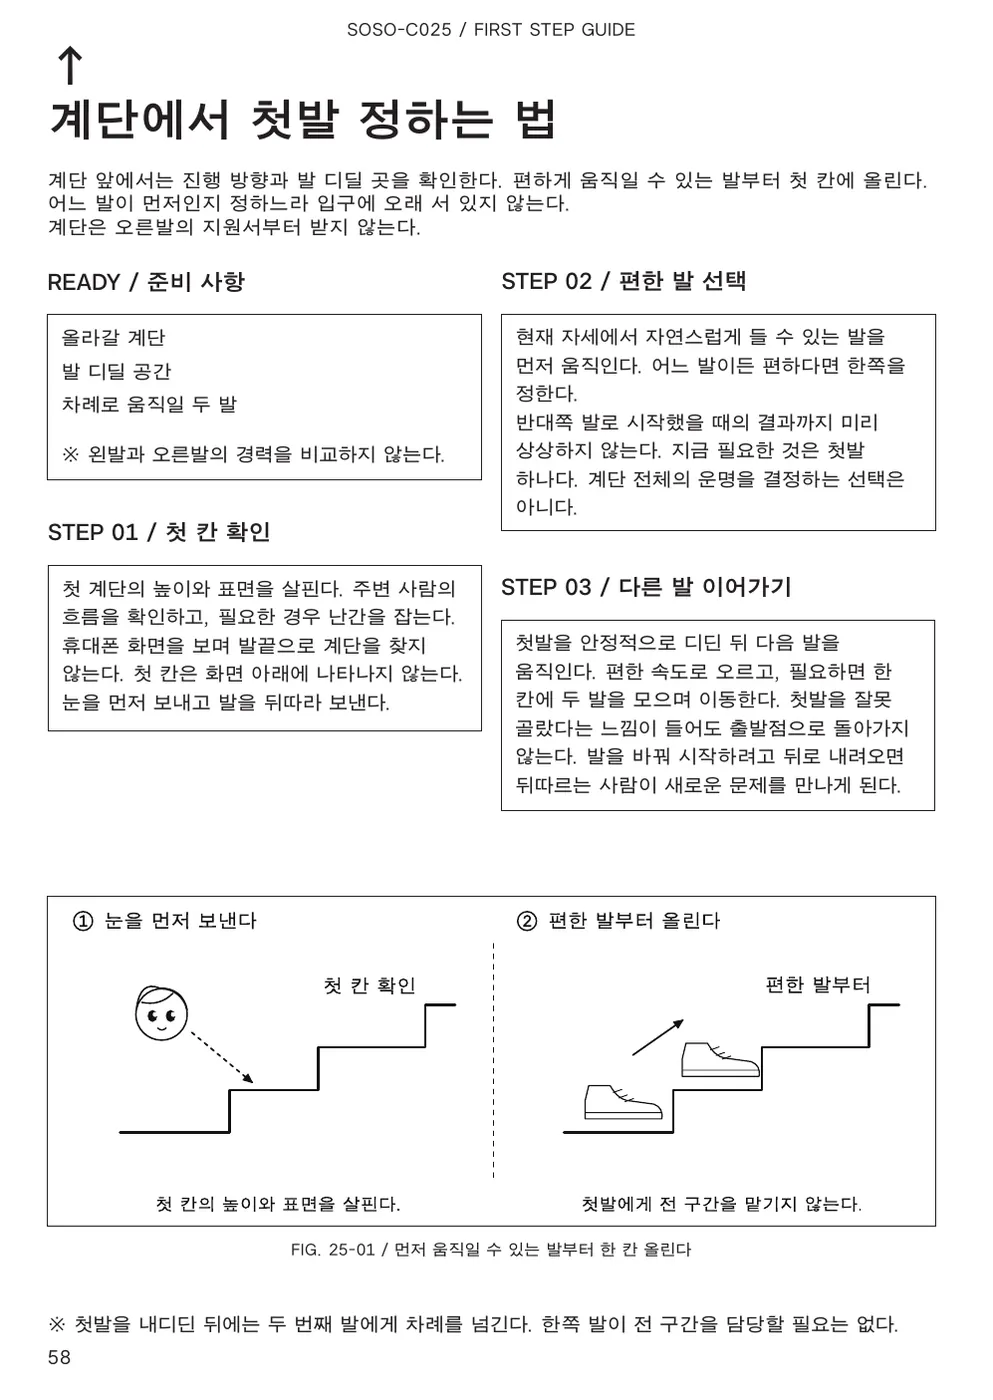 SOSO-C025 / FIRST STEP GUIDE
↑
계단에서 첫발 정하는 법
계단 앞에서는 진행 방향과 발 디딜 곳을 확인한다. 편하게 움직일 수 있는 발부터 첫 칸에 올린다.
어느 발이 먼저인지 정하느라 입구에 오래 서 있지 않는다.
계단은 오른발의 지원서부터 받지 않는다.
READY / 준비 사항
올라갈 계단
발 디딜 공간
차례로 움직일 두 발
※ 왼발과 오른발의 경력을 비교하지 않는다.
STEP 01 / 첫 칸 확인
첫 계단의 높이와 표면을 살핀다. 주변 사람의
흐름을 확인하고, 필요한 경우 난간을 잡는다.
휴대폰 화면을 보며 발끝으로 계단을 찾지
않는다. 첫 칸은 화면 아래에 나타나지 않는다.
눈을 먼저 보내고 발을 뒤따라 보낸다.
STEP 02 / 편한 발 선택
현재 자세에서 자연스럽게 들 수 있는 발을
먼저 움직인다. 어느 발이든 편하다면 한쪽을
정한다.
반대쪽 발로 시작했을 때의 결과까지 미리
상상하지 않는다. 지금 필요한 것은 첫발
하나다. 계단 전체의 운명을 결정하는 선택은
아니다.
STEP 03 / 다른 발 이어가기
첫발을 안정적으로 디딘 뒤 다음 발을
움직인다. 편한 속도로 오르고, 필요하면 한
칸에 두 발을 모으며 이동한다. 첫발을 잘못
골랐다는 느낌이 들어도 출발점으로 돌아가지
않는다. 발을 바꿔 시작하려고 뒤로 내려오면
뒤따르는 사람이 새로운 문제를 만나게 된다.
① 눈을 먼저 보낸다
첫 칸 확인
첫 칸의 높이와 표면을 살핀다.
② 편한 발부터 올린다
편한 발부터
첫발에게 전 구간을 맡기지 않는다.
FIG. 25-01 / 먼저 움직일 수 있는 발부터 한 칸 올린다
※ 첫발을 내디딘 뒤에는 두 번째 발에게 차례를 넘긴다. 한쪽 발이 전 구간을 담당할 필요는 없다.
58